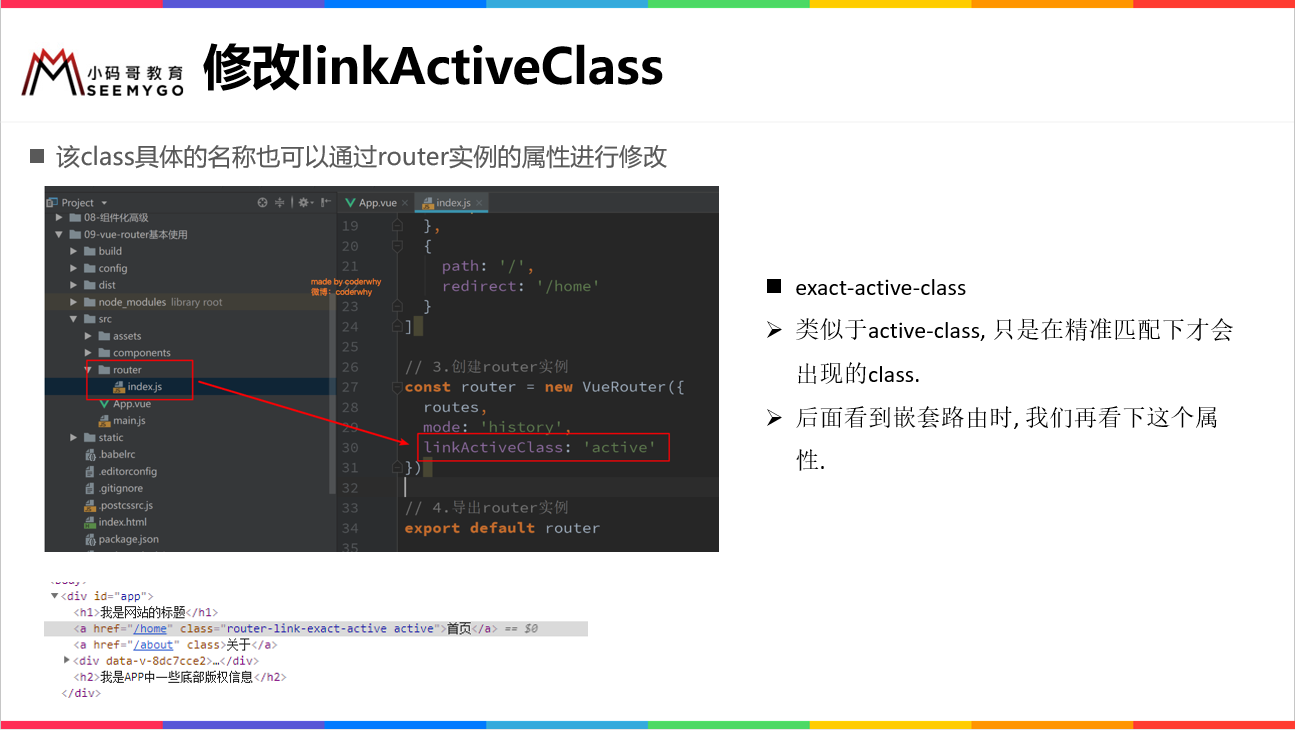 小码哥教育
SEEMYGO
修改linkActiveClass
该class具体的名称也可以通过router实例的属性进行修改
Project
08-组件化高级
09-vue-router基本使用
build
config
dist
node_modules library root
src
assets
components
router
index.js
App.vue
main.js
static
.babelrc
.editorconfig
.gitignore
.postcssrc.js
index.html
package.json
made by coderwhy
微博: coderwhy
App.vue
index.js
19 },
20 {
21 path: '/',
redirect: '/home'
23 }
24 ]
25
26 // 3.创建router实例
27 const router = new VueRouter({
28 routes,
29 mode: 'history',
30 linkActiveClass: 'active'
31 })
32
33 // 4.导出router实例
34 export default router
35
exact-active-class
类似于active-class, 只是在精准匹配下才会
出现的class.
后面看到嵌套路由时, 我们再看下这个属
性.
<body>
<div id="app">
<h1>我是网站的标题</h1>
<a href="/home" class="router-link-exact-active active">首页</a> == $0
<a href="/about" class>关于</a>
<div data-v-8dc7cce2>…</div>
<h2>我是APP中一些底部版权信息</h2>
</div>